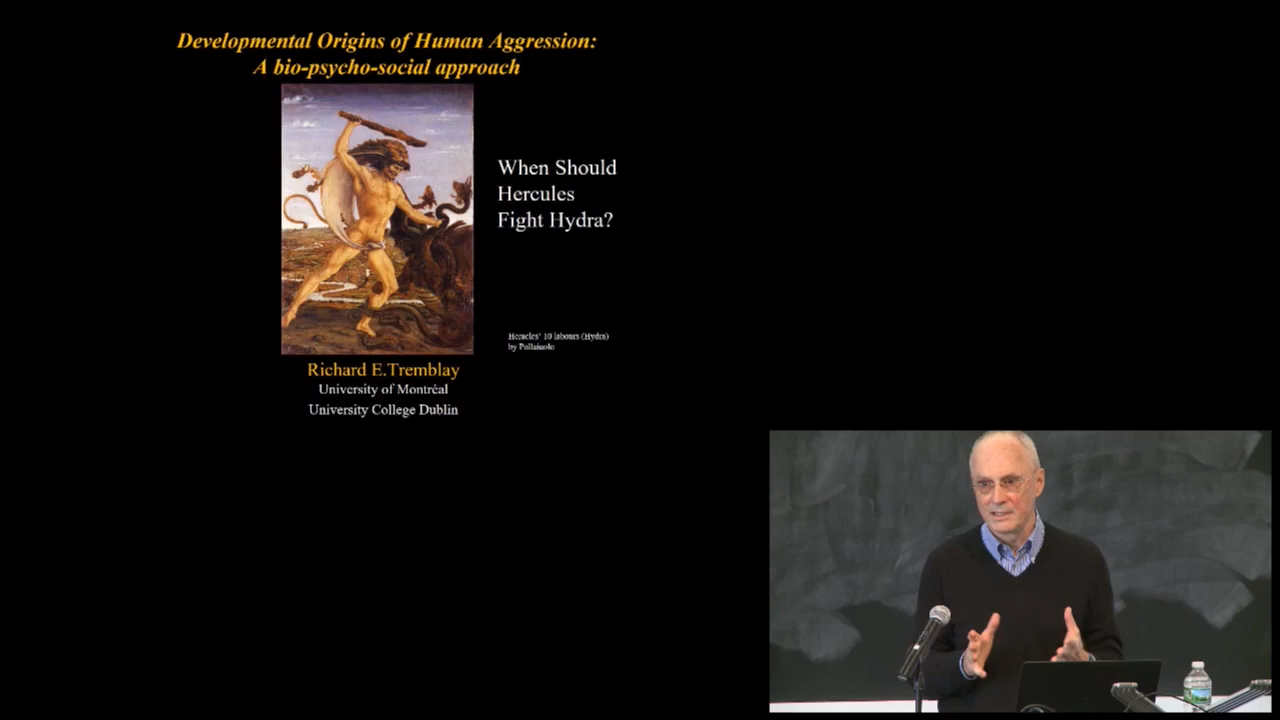 Developmental Origins of Human Aggression:
A bio-psycho-social approach
When Should
Hercules
Fight Hydra?
Heracles' 10 labours (Hydra)
by Pollaiuolo
Richard E.Tremblay
University of Montréal
University College Dublin